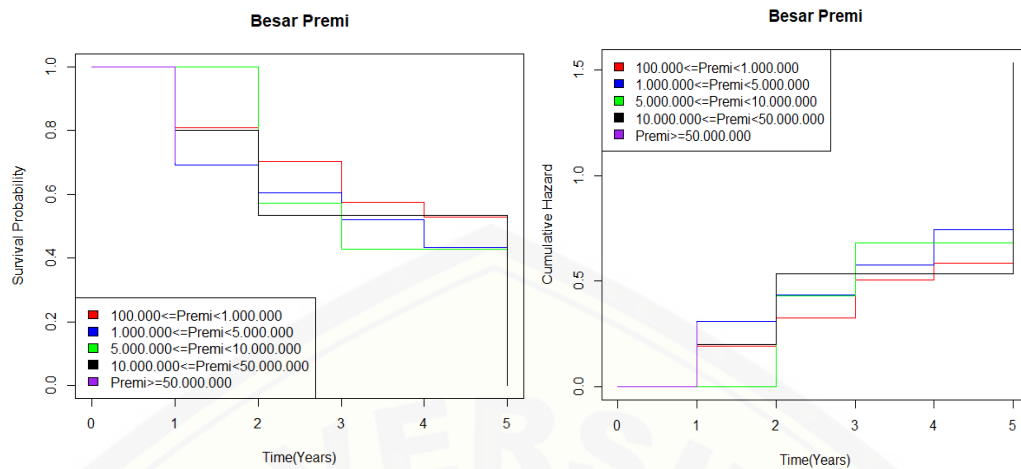 Besar Premi
Survival Probability
1.0
0.8
0.6
0.4
0.2
0.0
100.000<=Premi<1.000.000
1.000.000<=Premi<5.000.000
5.000.000<=Premi<10.000.000
10.000.000<=Premi<50.000.000
Premi>=50.000.000
0 1 2 3 4 5
Time(Years)
Besar Premi
Cumulative Hazard
1.5
1.0
0.5
0.0
100.000<=Premi<1.000.000
1.000.000<=Premi<5.000.000
5.000.000<=Premi<10.000.000
10.000.000<=Premi<50.000.000
Premi>=50.000.000
0 1 2 3 4 5
Time(Years)